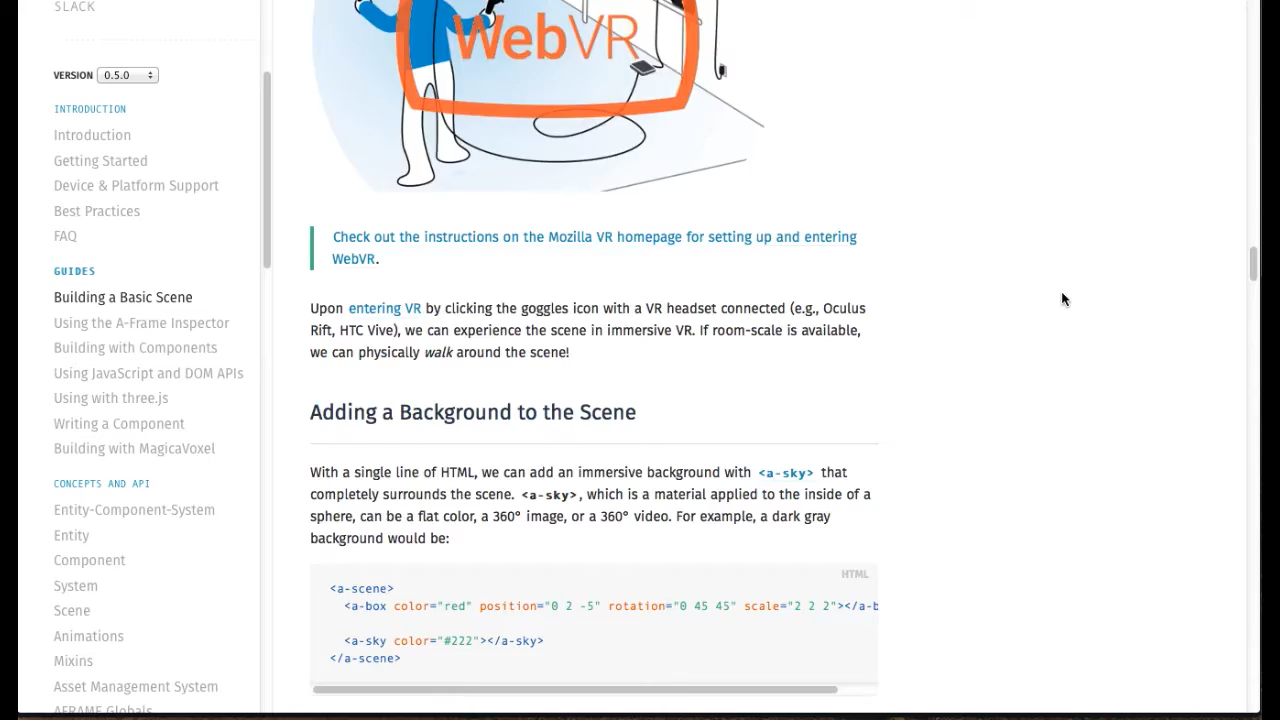 SLACK
VERSION 0.5.0
INTRODUCTION
Introduction
Getting Started
Device & Platform Support
Best Practices
FAQ
GUIDES
Building a Basic Scene
Using the A-Frame Inspector
Building with Components
Using JavaScript and DOM APIs
Using with three.js
Writing a Component
Building with MagicaVoxel
CONCEPTS AND API
Entity-Component-System
Entity
Component
System
Scene
Animations
Mixins
Asset Management System
AFRAME Globals
WebVR
Check out the instructions on the Mozilla VR homepage for setting up and entering
WebVR.
Upon entering VR by clicking the goggles icon with a VR headset connected (e.g., Oculus
Rift, HTC Vive), we can experience the scene in immersive VR. If room-scale is available,
we can physically walk around the scene!
Adding a Background to the Scene
With a single line of HTML, we can add an immersive background with <a-sky> that
completely surrounds the scene. <a-sky>, which is a material applied to the inside of a
sphere, can be a flat color, a 360° image, or a 360° video. For example, a dark gray
background would be:
HTML
<a-scene>
<a-box color="red" position="0 2 -5" rotation="0 45 45" scale="2 2 2"></a-b
<a-sky color="#222"></a-sky>
</a-scene>